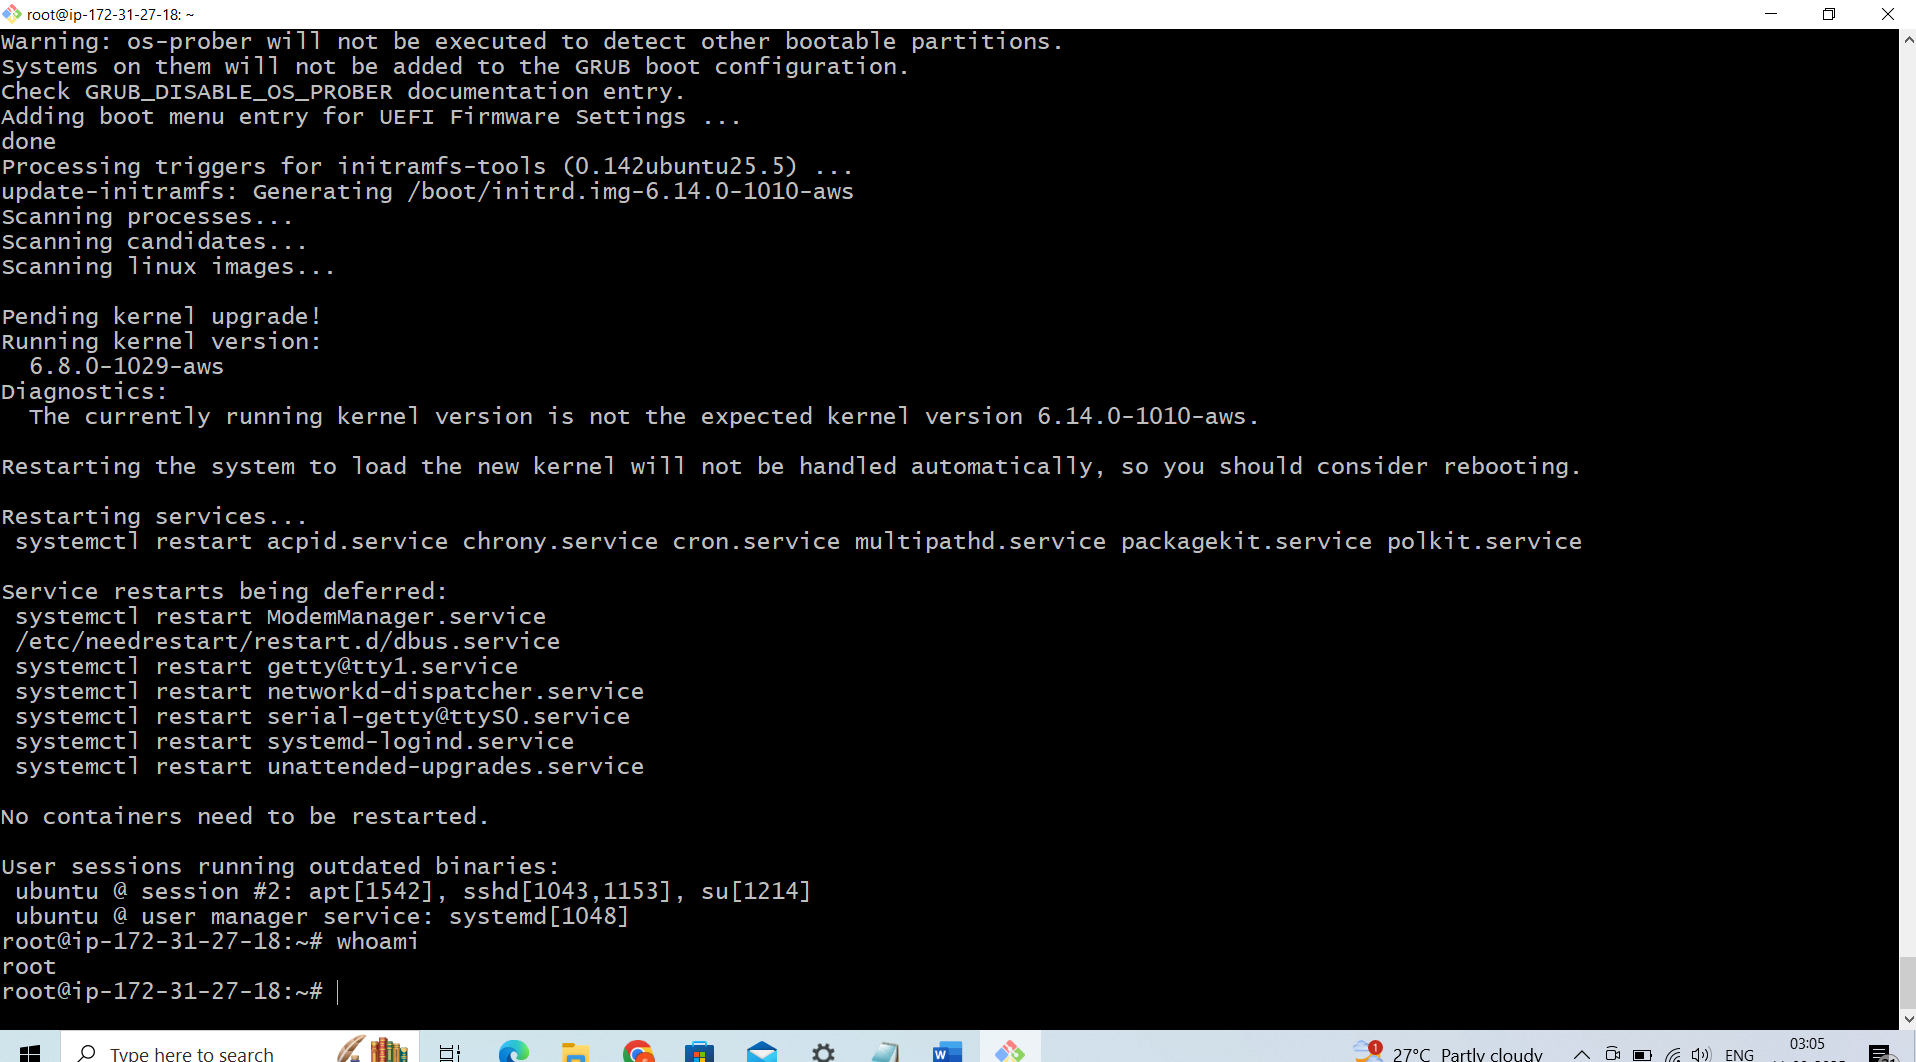 root@ip-172-31-27-18: ~
Warning: os-prober will not be executed to detect other bootable partitions.
Systems on them will not be added to the GRUB boot configuration.
Check GRUB_DISABLE_OS_PROBER documentation entry.
Adding boot menu entry for UEFI Firmware Settings ...
done
Processing triggers for initramfs-tools (0.142ubuntu25.5) ...
update-initramfs: Generating /boot/initrd.img-6.14.0-1010-aws
Scanning processes...
Scanning candidates...
Scanning linux images...
Pending kernel upgrade!
Running kernel version:
6.8.0-1029-aws
Diagnostics:
The currently running kernel version is not the expected kernel version 6.14.0-1010-aws.
Restarting the system to load the new kernel will not be handled automatically, so you should consider rebooting.
Restarting services...
systemctl restart acpid.service chrony.service cron.service multipathd.service packagekit.service polkit.service
Service restarts being deferred:
systemctl restart ModemManager.service
/etc/needrestart/restart.d/dbus.service
systemctl restart getty@tty1.service
systemctl restart networkd-dispatcher.service
systemctl restart serial-getty@ttyS0.service
systemctl restart systemd-logind.service
systemctl restart unattended-upgrades.service
No containers need to be restarted.
User sessions running outdated binaries:
ubuntu @ session #2: apt[1542], sshd[1043,1153], su[1214]
ubuntu @ user manager service: systemd[1048]
root@ip-172-31-27-18:~# whoami
root
root@ip-172-31-27-18:~#
Type here to search
1
27°C Partly cloudy
ENG
03:05